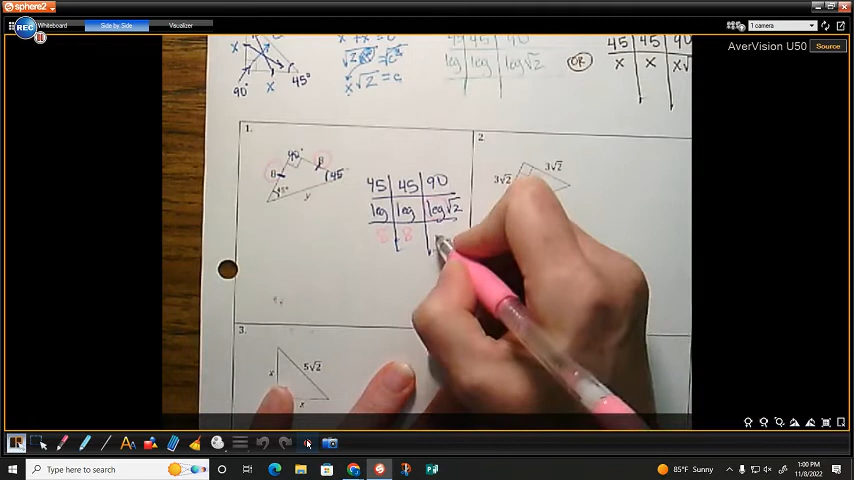 sphere2
REC
Whiteboard
Side by Side
Visualizer
1 camera
AverVision U50
Source
x√2 = c
45 45 90
leg leg leg√2
OR
45 45 90
x x x√
90°
x
45°
1.
90°
8 8
45°
45°
y
45 45 90
leg leg leg√2
8 8
2
3√2
3√2
3.
x
5√2
x
Type here to search
85°F Sunny
1:00 PM
11/8/2022